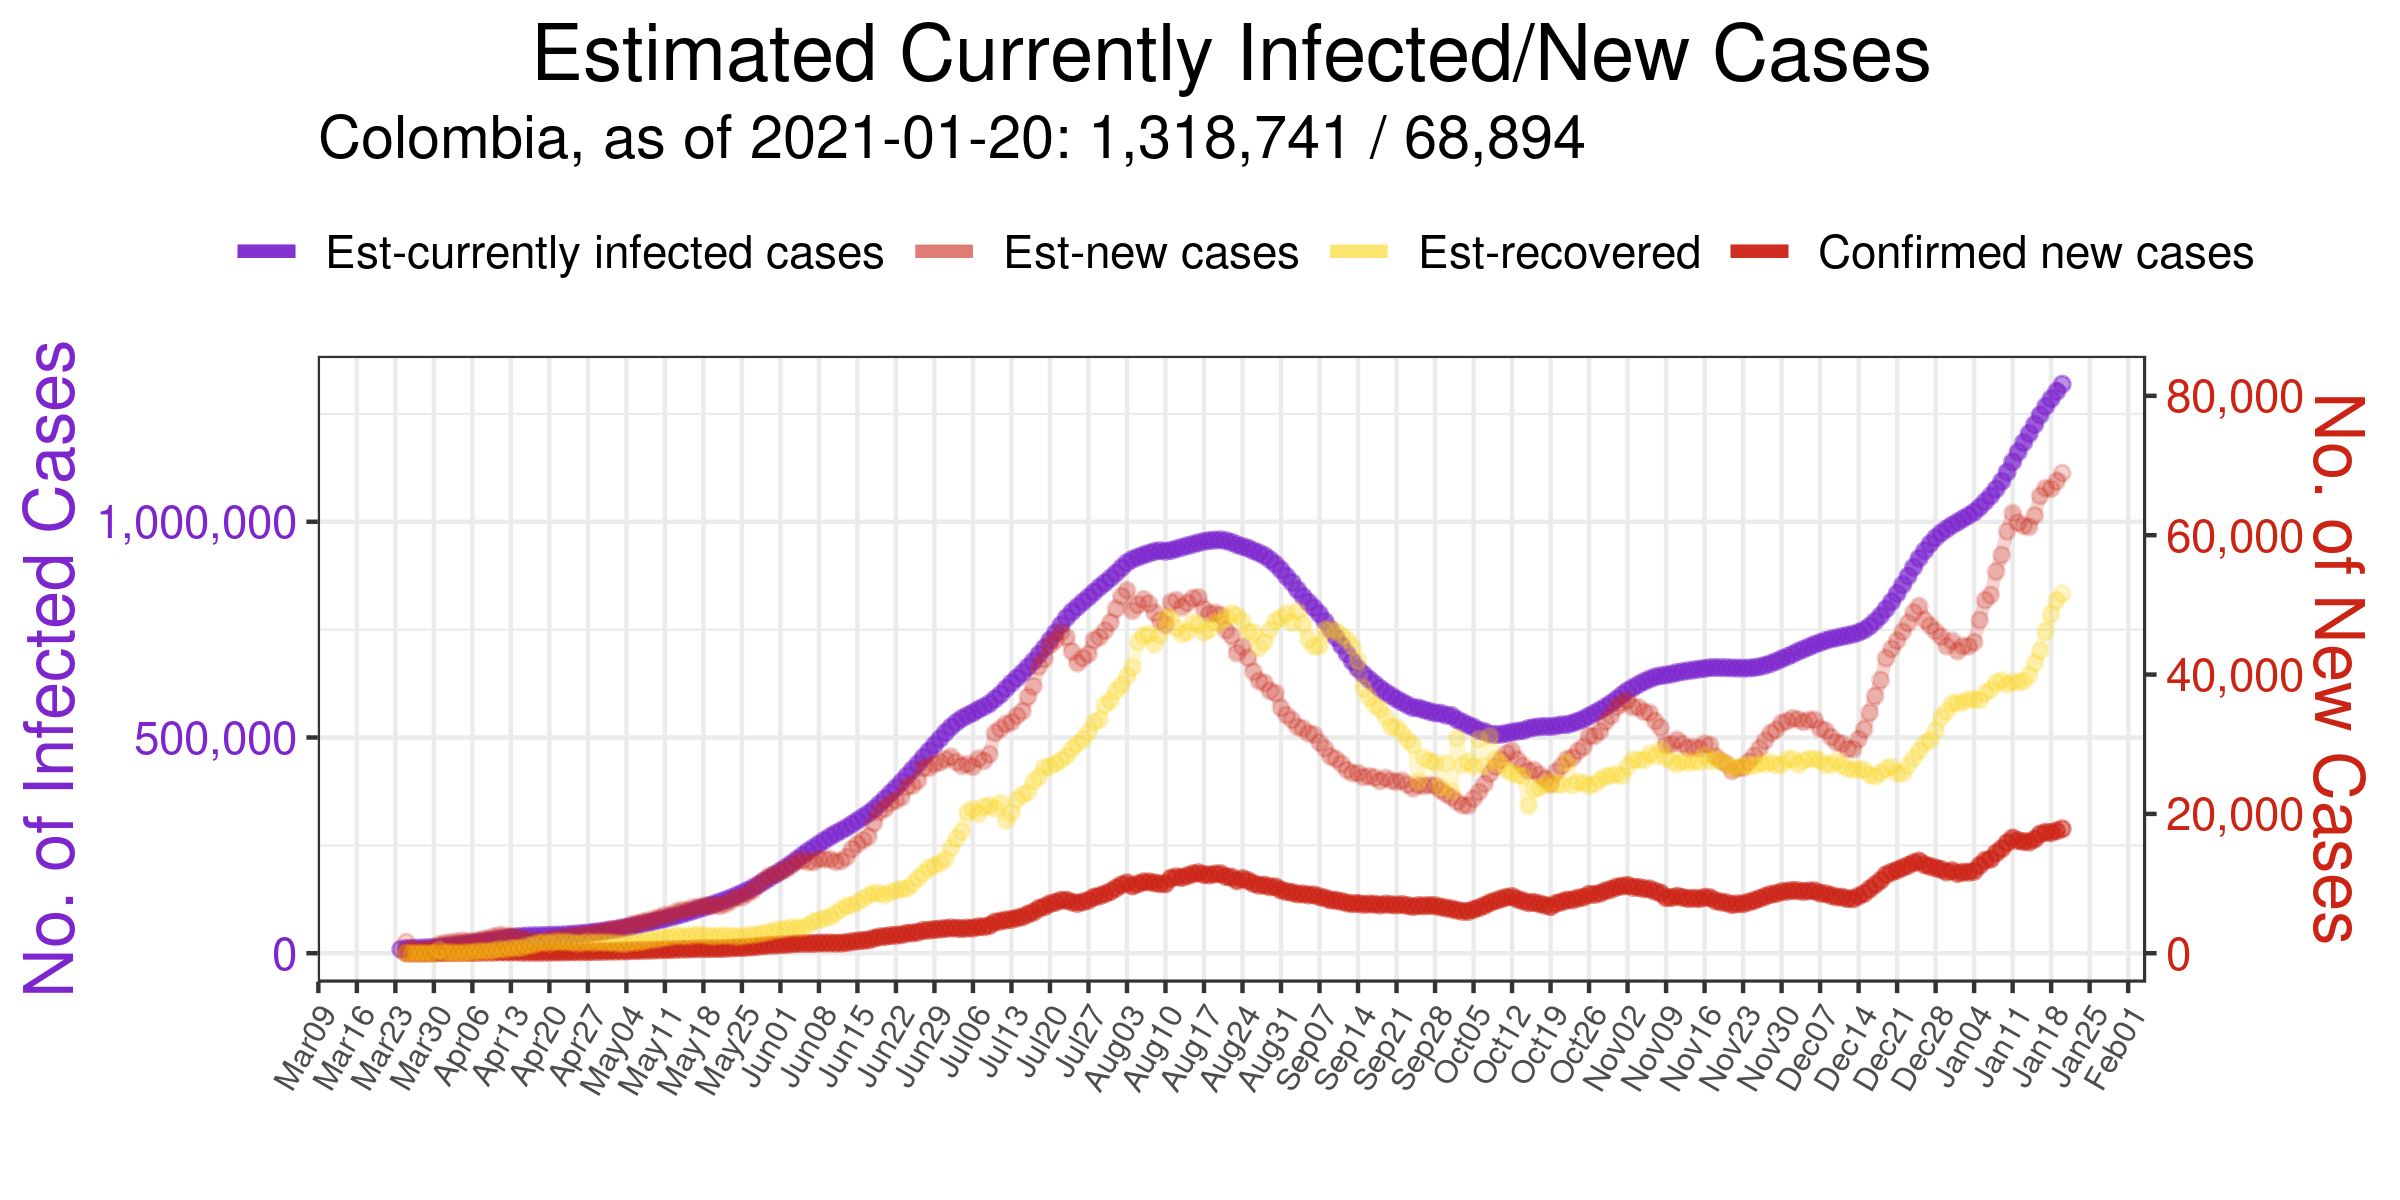 Estimated Currently Infected/New Cases
Colombia, as of 2021-01-20: 1,318,741 / 68,894
Est-currently infected cases
Est-new cases
Est-recovered
Confirmed new cases
No. of Infected Cases
1,000,000
500,000
0
80,000
60,000
40,000
20,000
0
No. of New Cases
Mar09
Mar16
Mar23
Mar30
Apr06
Apr13
Apr20
Apr27
May04
May11
May18
May25
Jun01
Jun08
Jun15
Jun22
Jun29
Jul06
Jul13
Jul20
Jul27
Aug03
Aug10
Aug17
Aug24
Aug31
Sep07
Sep14
Sep21
Sep28
Oct05
Oct12
Oct19
Oct26
Nov02
Nov09
Nov16
Nov23
Nov30
Dec07
Dec14
Dec21
Dec28
Jan04
Jan11
Jan18
Jan25
Feb01